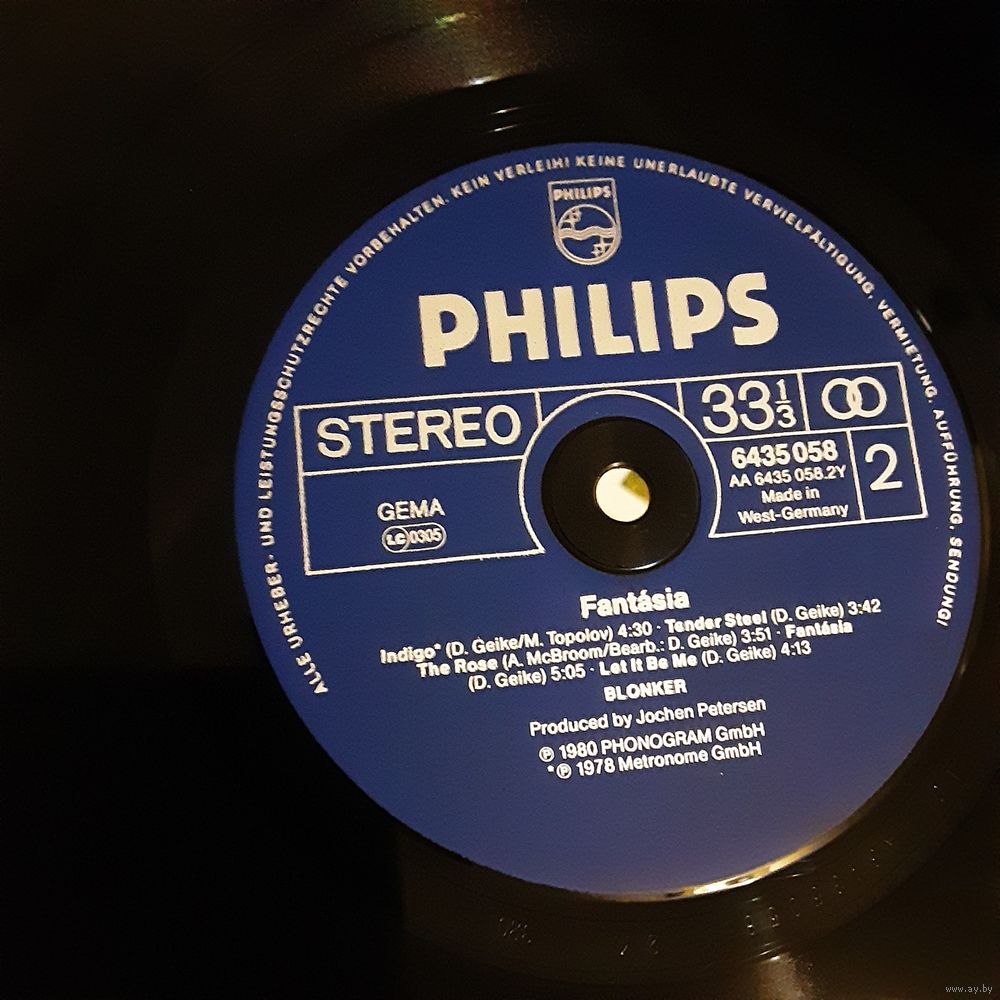 ALLE URHEBER- UND LEISTUNGSSCHUTZRECHTE VORBEHALTEN. KEIN VERLEIH! KEINE UNERLAUBTE VERVIELFÄLTIGUNG, VERMIETUNG, AUFFÜHRUNG, SENDUNG!
PHILIPS
PHILIPS
STEREO
33 1/3
GEMA
LC 0305
6435 058
AA 6435 058.2Y
Made in
West-Germany
2
Fantásia
Indigo* (D. Geike/M. Topolov) 4:30 · Tender Steel (D. Geike) 3:42
The Rose (A. McBroom/Bearb.: D. Geike) 3:51 · Fantásia
(D. Geike) 5:05 · Let It Be Me (D. Geike) 4:13
BLONKER
Produced by Jochen Petersen
℗ 1980 PHONOGRAM GmbH
*℗ 1978 Metronome GmbH
www.ay.by